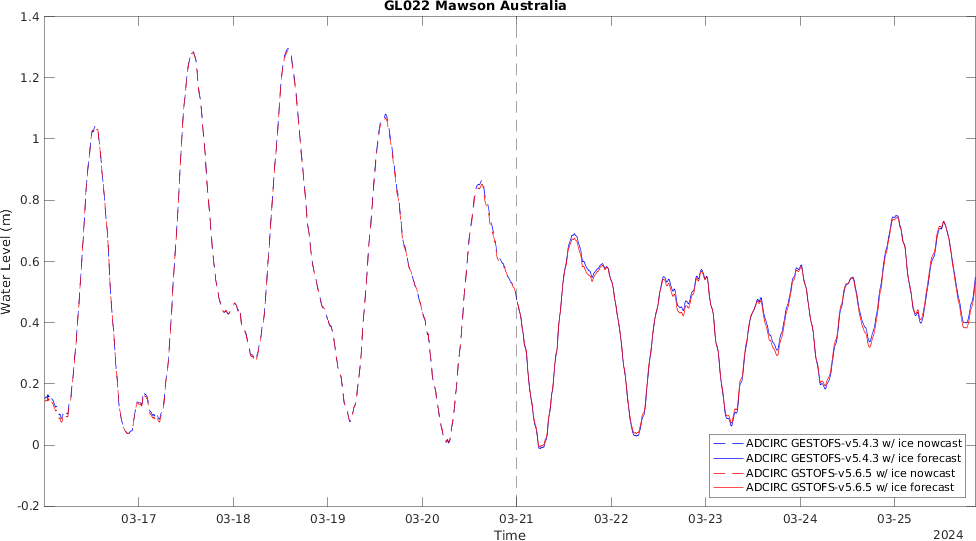 GL022 Mawson Australia
1.4
1.2
1
0.8
0.6
0.4
0.2
0
-0.2
Water Level (m)
ADCIRC GESTOFS-v5.4.3 w/ ice nowcast
ADCIRC GESTOFS-v5.4.3 w/ ice forecast
ADCIRC GSTOFS-v5.6.5 w/ ice nowcast
ADCIRC GSTOFS-v5.6.5 w/ ice forecast
03-17 03-18 03-19 03-20 03-21 03-22 03-23 03-24 03-25
Time
2024